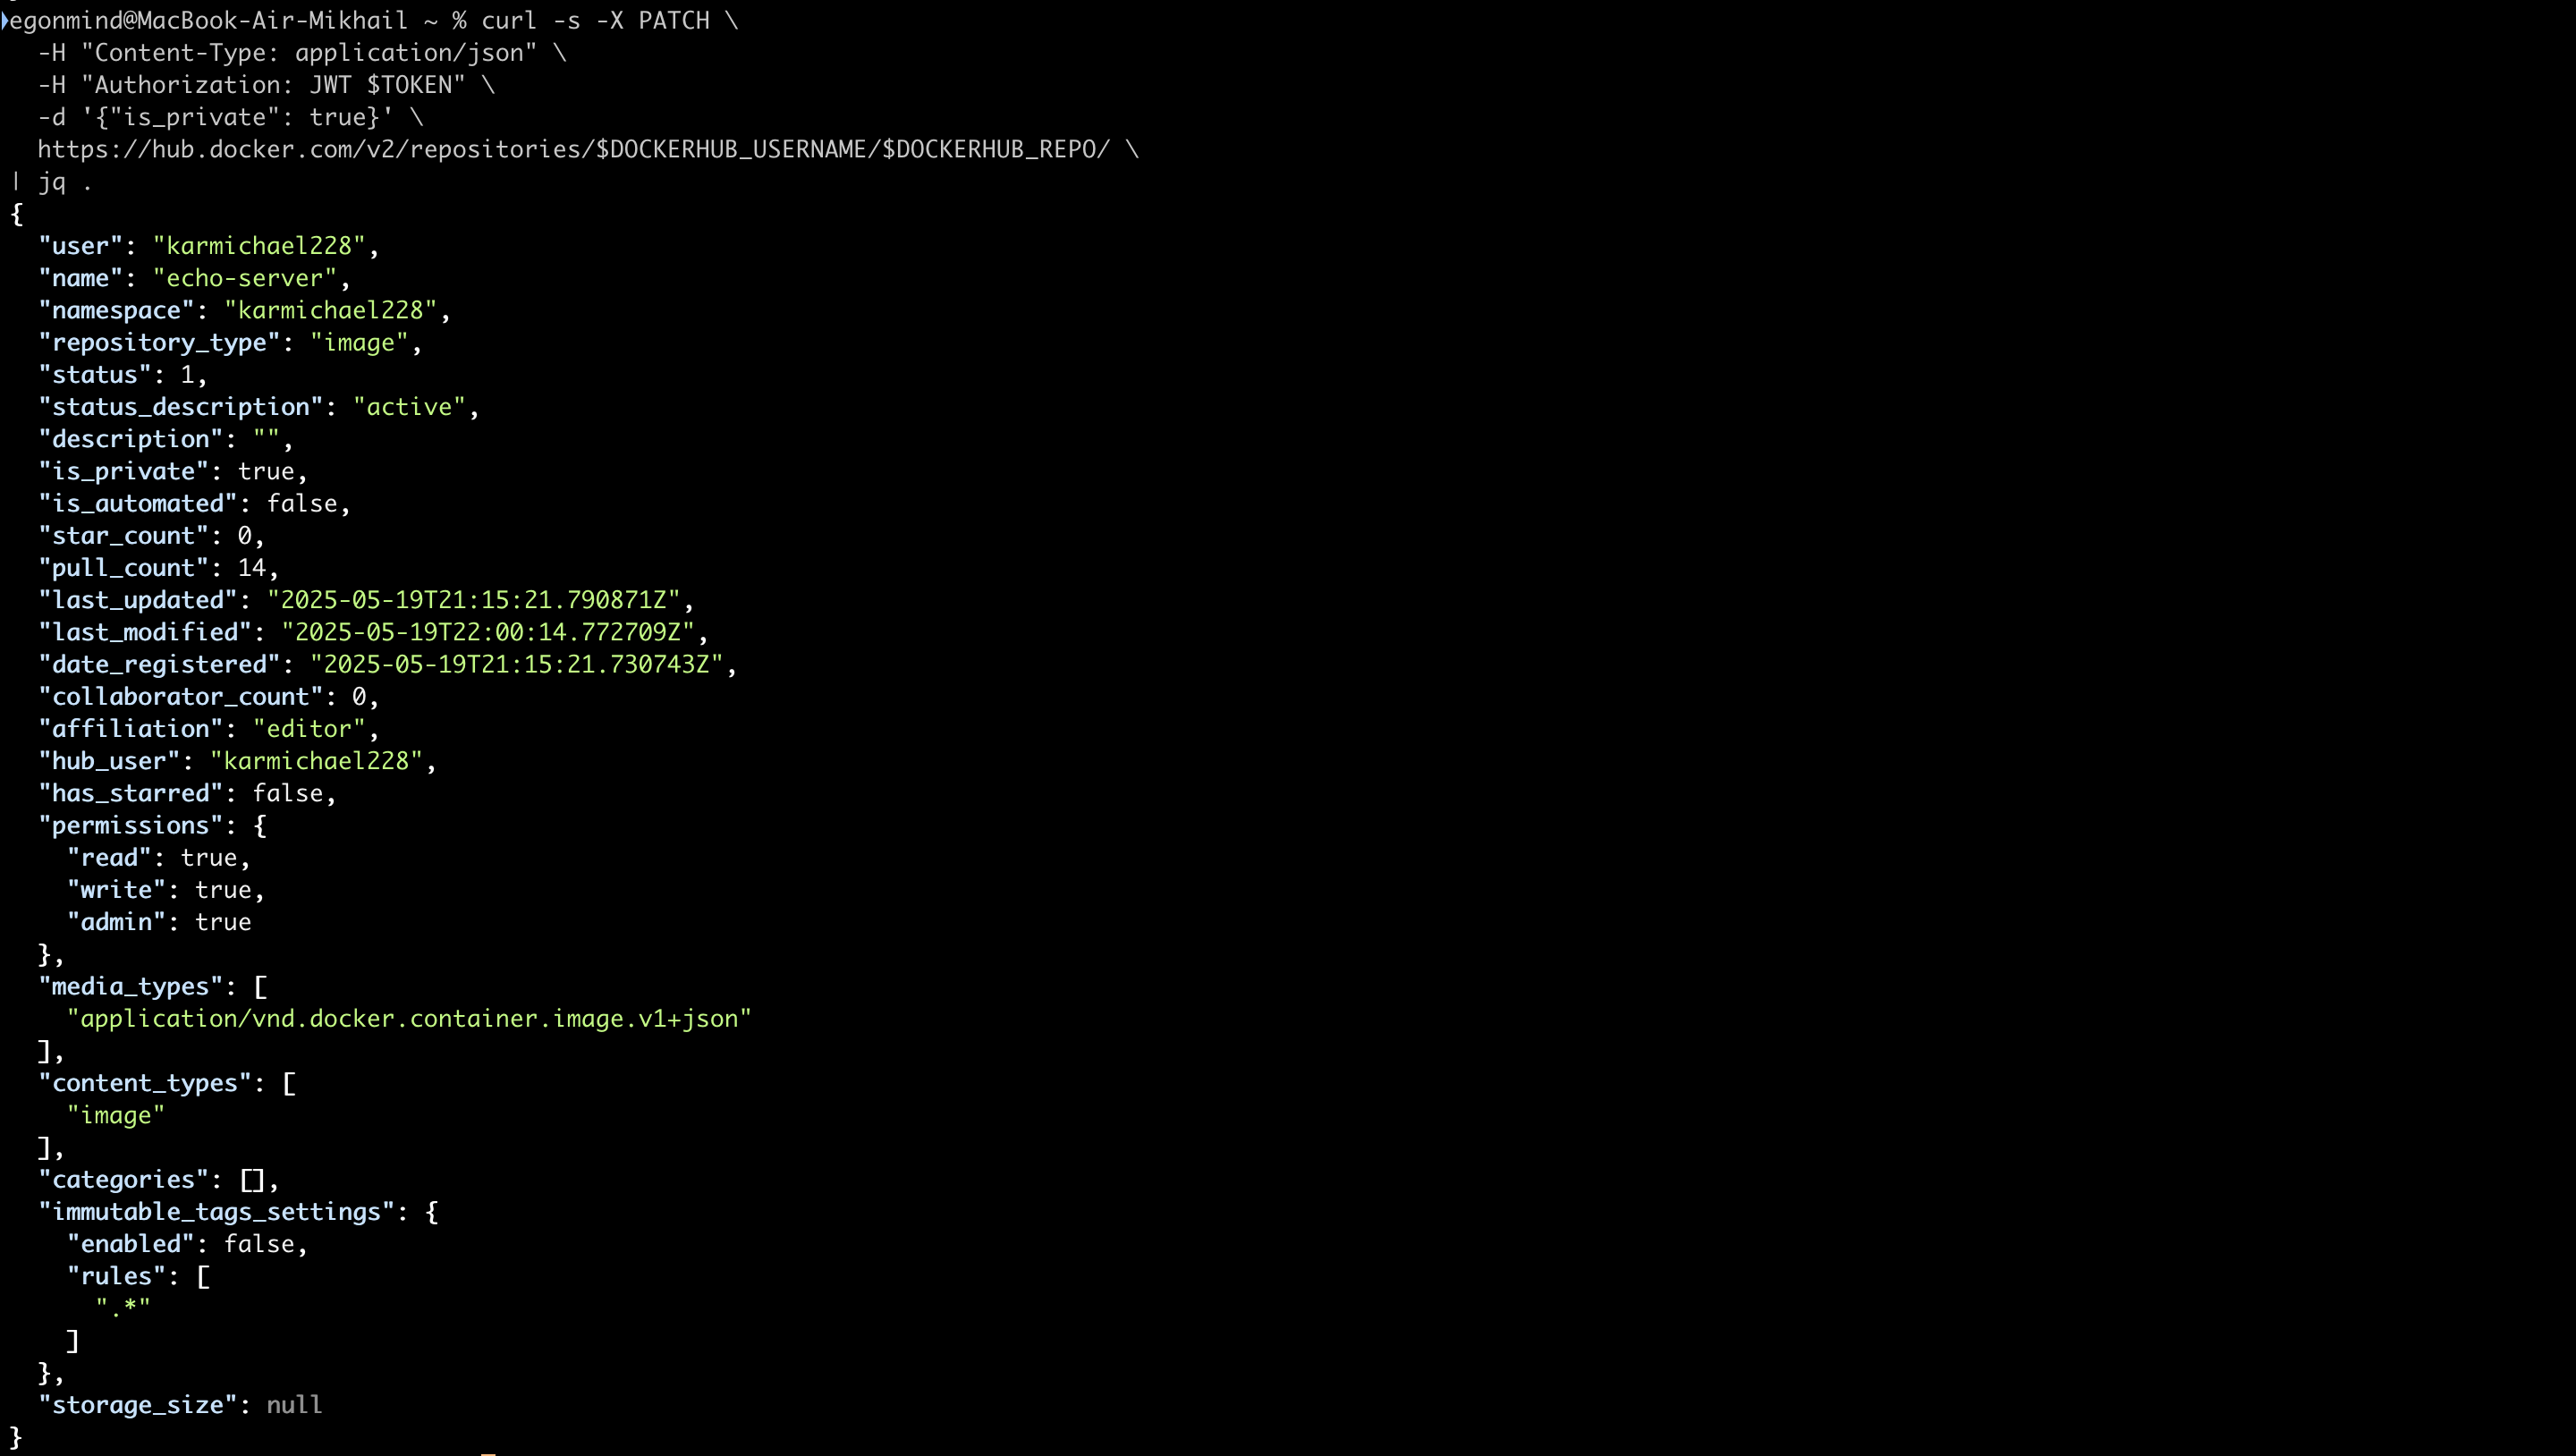 egonmind@MacBook-Air-Mikhail ~ % curl -s -X PATCH \
  -H "Content-Type: application/json" \
  -H "Authorization: JWT $TOKEN" \
  -d '{"is_private": true}' \
  https://hub.docker.com/v2/repositories/$DOCKERHUB_USERNAME/$DOCKERHUB_REPO/ \
| jq .
{
  "user": "karmichael228",
  "name": "echo-server",
  "namespace": "karmichael228",
  "repository_type": "image",
  "status": 1,
  "status_description": "active",
  "description": "",
  "is_private": true,
  "is_automated": false,
  "star_count": 0,
  "pull_count": 14,
  "last_updated": "2025-05-19T21:15:21.790871Z",
  "last_modified": "2025-05-19T22:00:14.772709Z",
  "date_registered": "2025-05-19T21:15:21.730743Z",
  "collaborator_count": 0,
  "affiliation": "editor",
  "hub_user": "karmichael228",
  "has_starred": false,
  "permissions": {
    "read": true,
    "write": true,
    "admin": true
  },
  "media_types": [
    "application/vnd.docker.container.image.v1+json"
  ],
  "content_types": [
    "image"
  ],
  "categories": [],
  "immutable_tags_settings": {
    "enabled": false,
    "rules": [
      ".*"
    ]
  },
  "storage_size": null
}